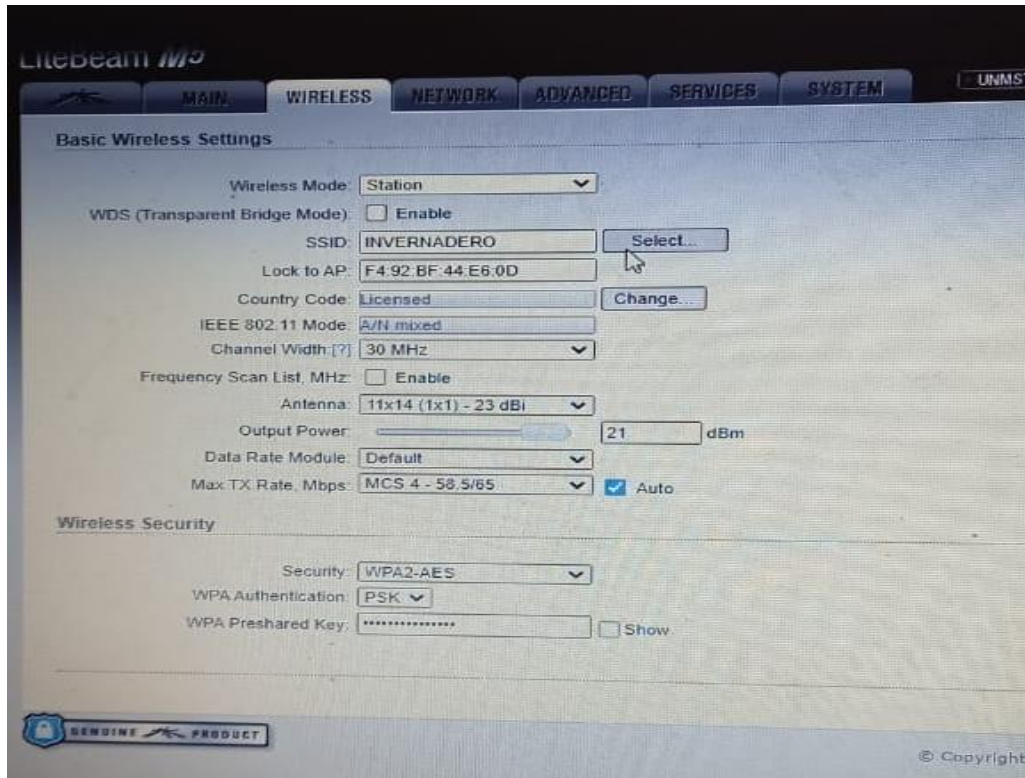 LiteBeam M5
MAIN WIRELESS NETWORK ADVANCED SERVICES SYSTEM UNMS
Basic Wireless Settings
Wireless Mode: Station
WDS (Transparent Bridge Mode): Enable
SSID: INVERNADERO Select...
Lock to AP: F4:92:BF:44:E6:0D
Country Code: Licensed Change...
IEEE 802.11 Mode: A/N mixed
Channel Width:[?] 30 MHz
Frequency Scan List, MHz: Enable
Antenna: 11x14 (1x1) - 23 dBi
Output Power: 21 dBm
Data Rate Module: Default
Max TX Rate, Mbps: MCS 4 - 58.5/65 Auto
Wireless Security
Security: WPA2-AES
WPA Authentication: PSK
WPA Preshared Key: ••••••••••••••• Show
GENUINE PRODUCT
© Copyright